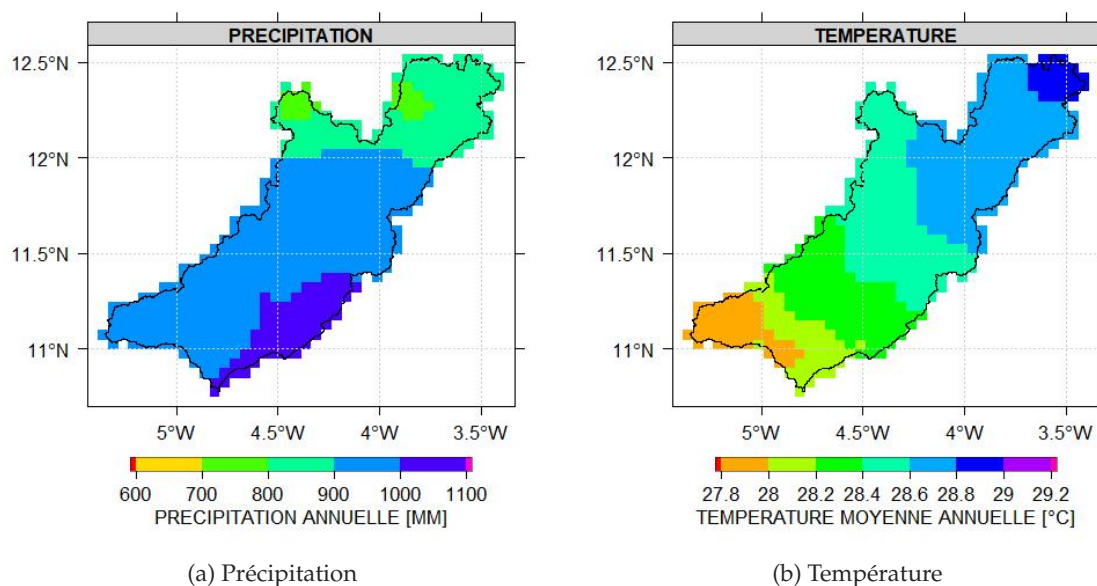 PRECIPITATION
12.5°N
12°N
11.5°N
11°N
5°W 4.5°W 4°W 3.5°W
600 700 800 900 1000 1100
PRECIPITATION ANNUELLE [MM]
(a) Précipitation
TEMPERATURE
12.5°N
12°N
11.5°N
11°N
5°W 4.5°W 4°W 3.5°W
27.8 28 28.2 28.4 28.6 28.8 29 29.2
TEMPERATURE MOYENNE ANNUELLE [°C]
(b) Température